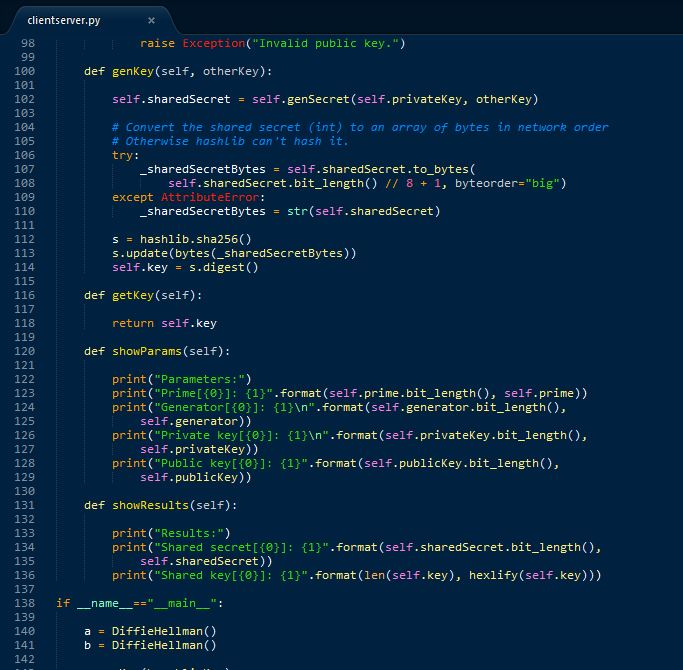 clientserver.py ×
98 raise Exception("Invalid public key.")
99
100 def genKey(self, otherKey):
101
102 self.sharedSecret = self.genSecret(self.privateKey, otherKey)
103
104 # Convert the shared secret (int) to an array of bytes in network order
105 # Otherwise hashlib can't hash it.
106 try:
107 _sharedSecretBytes = self.sharedSecret.to_bytes(
108 self.sharedSecret.bit_length() // 8 + 1, byteorder="big")
109 except AttributeError:
110 _sharedSecretBytes = str(self.sharedSecret)
111
112 s = hashlib.sha256()
113 s.update(bytes(_sharedSecretBytes))
114 self.key = s.digest()
115
116 def getKey(self):
117
118 return self.key
119
120 def showParams(self):
121
122 print("Parameters:")
123 print("Prime[{0}]: {1}".format(self.prime.bit_length(), self.prime))
124 print("Generator[{0}]: {1}\n".format(self.generator.bit_length(),
125 self.generator))
126 print("Private key[{0}]: {1}\n".format(self.privateKey.bit_length(),
127 self.privateKey))
128 print("Public key[{0}]: {1}".format(self.publicKey.bit_length(),
129 self.publicKey))
130
131 def showResults(self):
132
133 print("Results:")
134 print("Shared secret[{0}]: {1}".format(self.sharedSecret.bit_length(),
135 self.sharedSecret))
136 print("Shared key[{0}]: {1}".format(len(self.key), hexlify(self.key)))
137
138 if __name__=="__main__":
139
140 a = DiffieHellman()
141 b = DiffieHellman()
142